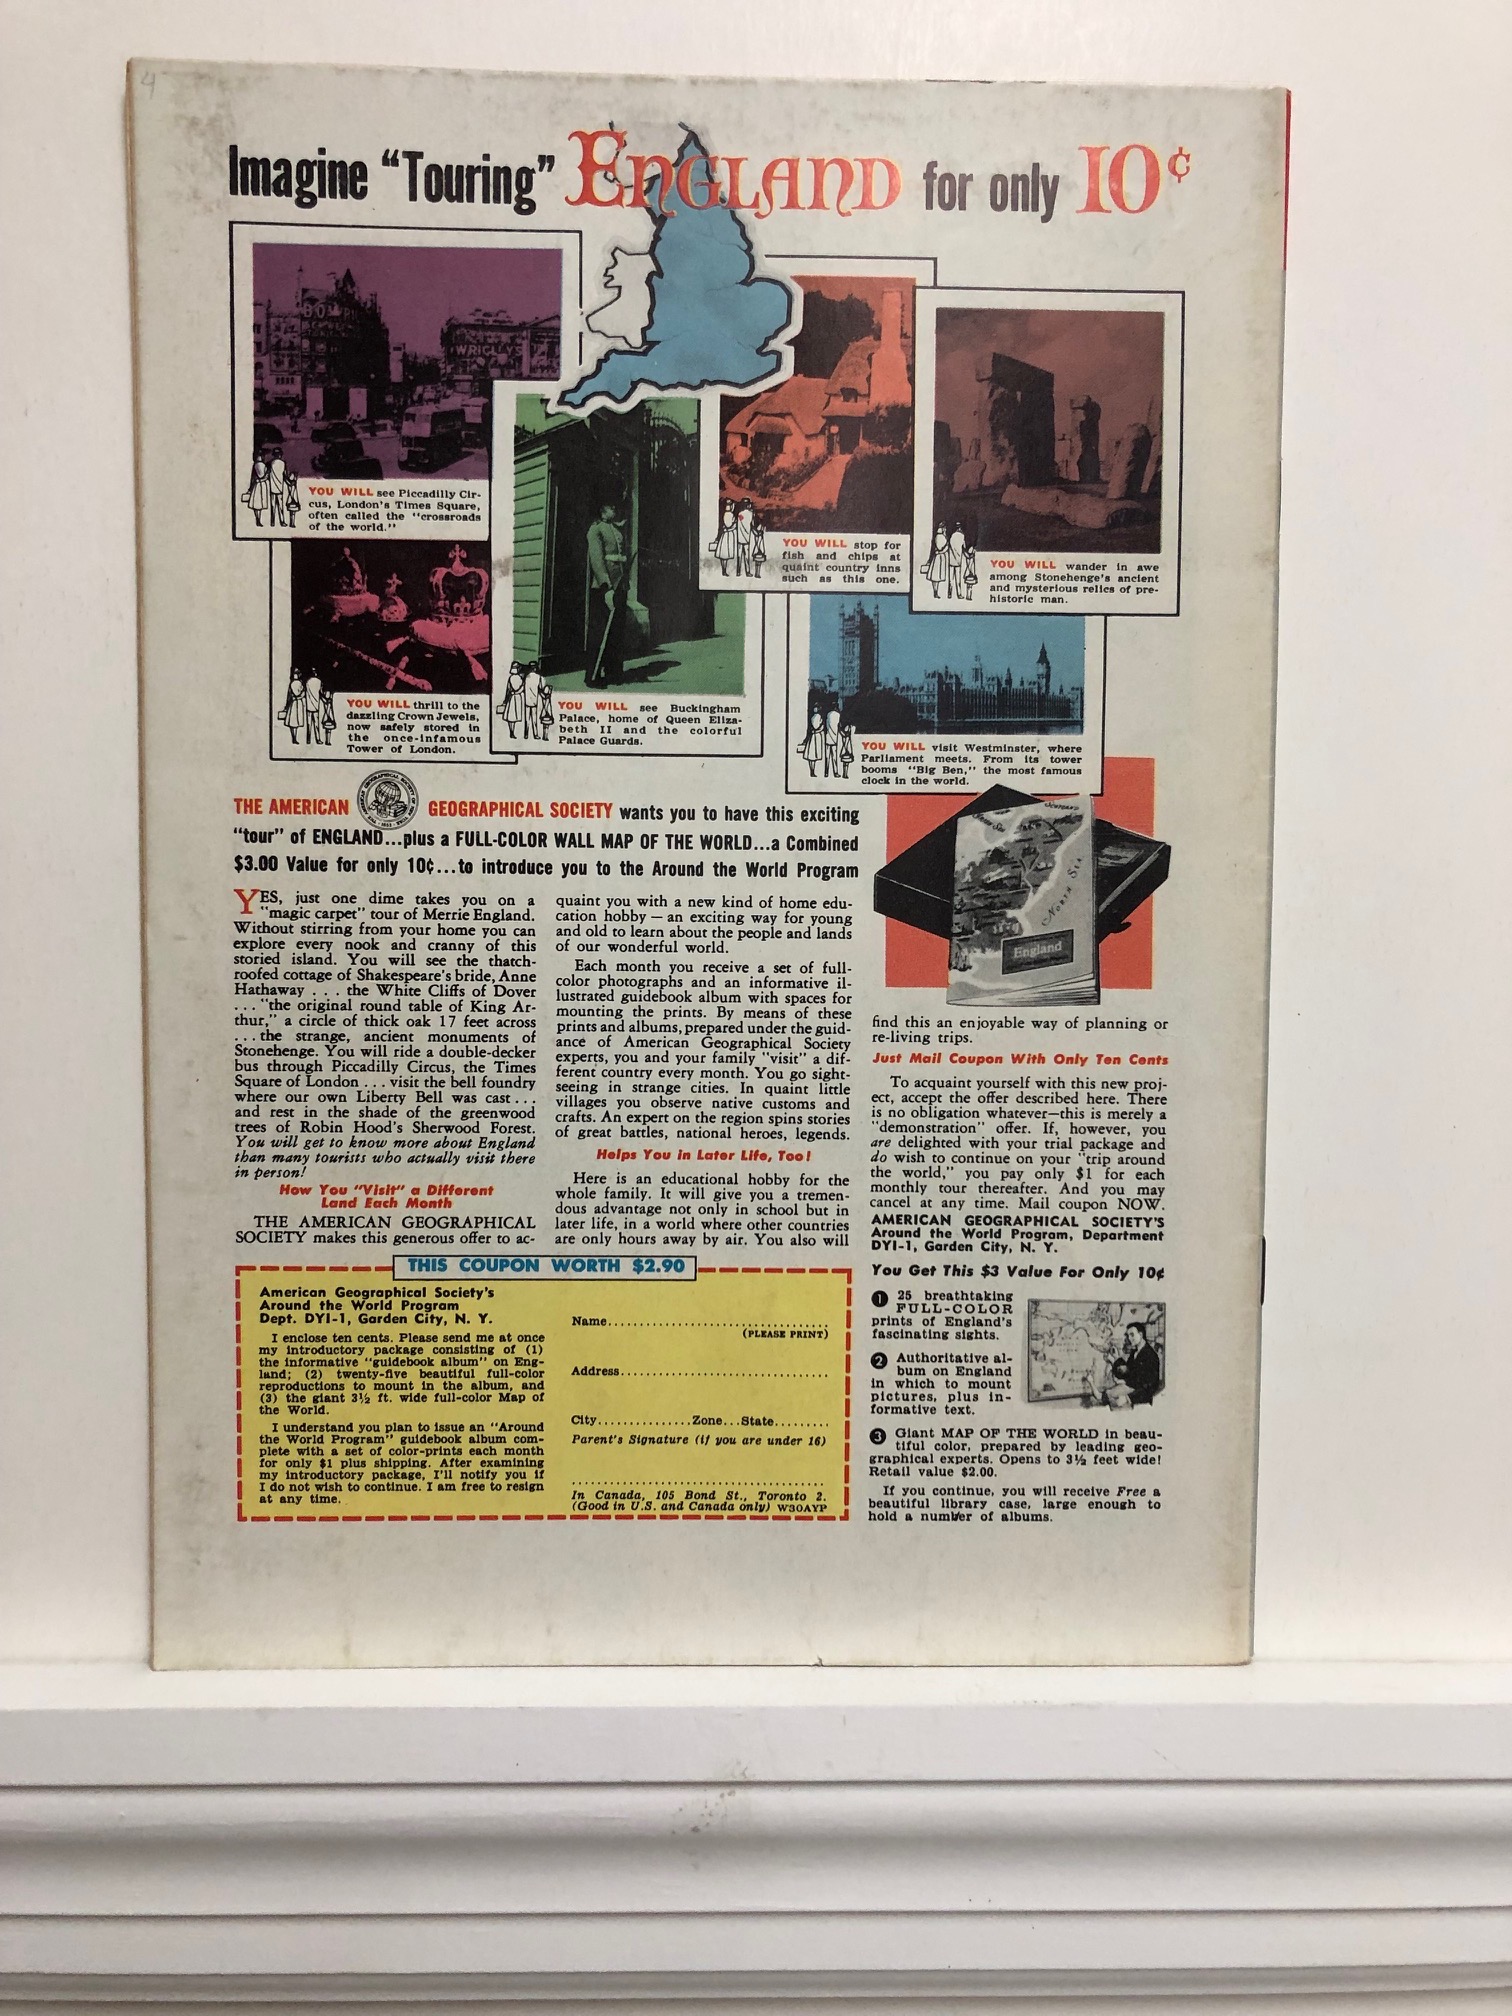 4
Imagine "Touring" ENGLAND for only 10¢
BOVRIL
WRIGLEY'S
YOU WILL see Piccadilly Cir-
cus, London's Times Square,
often called the "crossroads
of the world."
YOU WILL stop for
fish and chips at
quaint country inns
such as this one.
YOU WILL wander in awe
among Stonehenge's ancient
and mysterious relics of pre-
historic man.
YOU WILL thrill to the
dazzling Crown Jewels,
now safely stored in
the once-infamous
Tower of London.
YOU WILL see Buckingham
Palace, home of Queen Eliza-
beth II and the colorful
Palace Guards.
YOU WILL visit Westminster, where
Parliament meets. From its tower
booms "Big Ben," the most famous
clock in the world.
THE AMERICAN GEOGRAPHICAL SOCIETY wants you to have this exciting
"tour" of ENGLAND...plus a FULL-COLOR WALL MAP OF THE WORLD...a Combined
$3.00 Value for only 10¢...to introduce you to the Around the World Program
YES, just one dime takes you on a
"magic carpet" tour of Merrie England.
Without stirring from your home you can
explore every nook and cranny of this
storied island. You will see the thatch-
roofed cottage of Shakespeare's bride, Anne
Hathaway . . . the White Cliffs of Dover
. . . "the original round table of King Ar-
thur," a circle of thick oak 17 feet across
. . . the strange, ancient monuments of
Stonehenge. You will ride a double-decker
bus through Piccadilly Circus, the Times
Square of London . . . visit the bell foundry
where our own Liberty Bell was cast . . .
and rest in the shade of the greenwood
trees of Robin Hood's Sherwood Forest.
You will get to know more about England
than many tourists who actually visit there
in person!
How You "Visit" a Different
Land Each Month
THE AMERICAN GEOGRAPHICAL
SOCIETY makes this generous offer to ac-
quaint you with a new kind of home edu-
cation hobby — an exciting way for young
and old to learn about the people and lands
of our wonderful world.
Each month you receive a set of full-
color photographs and an informative il-
lustrated guidebook album with spaces for
mounting the prints. By means of these
prints and albums, prepared under the guid-
ance of American Geographical Society
experts, you and your family "visit" a dif-
ferent country every month. You go sight-
seeing in strange cities. In quaint little
villages you observe native customs and
crafts. An expert on the region spins stories
of great battles, national heroes, legends.
Helps You in Later Life, Too!
Here is an educational hobby for the
whole family. It will give you a tremen-
dous advantage not only in school but in
later life, in a world where other countries
are only hours away by air. You also will
SCOTLAND
NORTH SEA
England
find this an enjoyable way of planning or
re-living trips.
Just Mail Coupon With Only Ten Cents
To acquaint yourself with this new proj-
ect, accept the offer described here. There
is no obligation whatever—this is merely a
"demonstration" offer. If, however, you
are delighted with your trial package and
do wish to continue on your "trip around
the world," you pay only $1 for each
monthly tour thereafter. And you may
cancel at any time. Mail coupon NOW.
AMERICAN GEOGRAPHICAL SOCIETY'S
Around the World Program, Department
DYI-1, Garden City, N. Y.
You Get This $3 Value For Only 10¢
1 25 breathtaking
FULL-COLOR
prints of England's
fascinating sights.
2 Authoritative al-
bum on England
in which to mount
pictures, plus in-
formative text.
3 Giant MAP OF THE WORLD in beau-
tiful color, prepared by leading geo-
graphical experts. Opens to 3½ feet wide!
Retail value $2.00.
If you continue, you will receive Free a
beautiful library case, large enough to
hold a number of albums.
THIS COUPON WORTH $2.90
American Geographical Society's
Around the World Program
Dept. DYI-1, Garden City, N. Y.
I enclose ten cents. Please send me at once
my introductory package consisting of (1)
the informative "guidebook album" on Eng-
land; (2) twenty-five beautiful full-color
reproductions to mount in the album, and
(3) the giant 3½ ft. wide full-color Map of
the World.
I understand you plan to issue an "Around
the World Program" guidebook album com-
plete with a set of color-prints each month
for only $1 plus shipping. After examining
my introductory package, I'll notify you if
I do not wish to continue. I am free to resign
at any time.
Name
(PLEASE PRINT)
Address
City.............Zone...State.........
Parent's Signature (if you are under 16)
In Canada, 105 Bond St., Toronto 2.
(Good in U.S. and Canada only) W30AYP